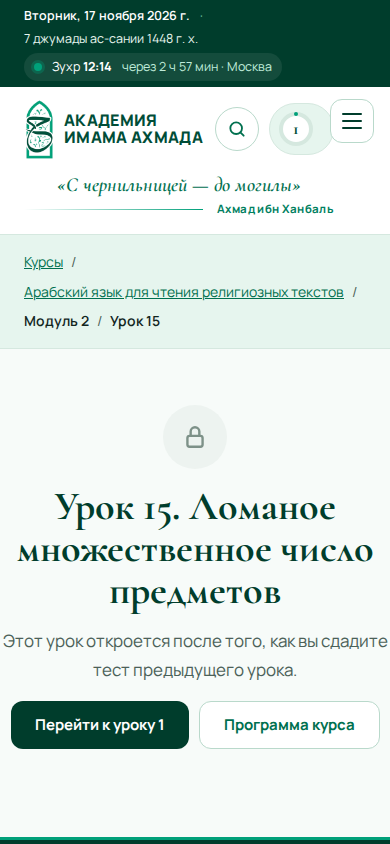 Вторник, 17 ноября 2026 г. ·
7 джумады ас-сании 1448 г. х.
Зухр 12:14 через 2 ч 57 мин · Москва
АКАДЕМИЯ
ИМАМА АХМАДА
1
«С чернильницей — до могилы»
Ахмад ибн Ханбаль
Курсы /
Арабский язык для чтения религиозных текстов /
Модуль 2 / Урок 15
Урок 15. Ломаное
множественное число
предметов
Этот урок откроется после того, как вы сдадите
тест предыдущего урока.
Перейти к уроку 1
Программа курса